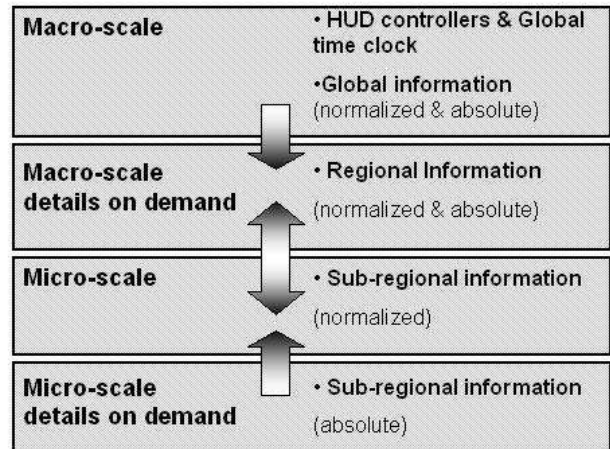 Macro-scale
• HUD controllers & Global
time clock
•Global information
(normalized & absolute)
Macro-scale
details on demand
• Regional Information
(normalized & absolute)
Micro-scale
• Sub-regional information
(normalized)
Micro-scale
details on demand
• Sub-regional information
(absolute)